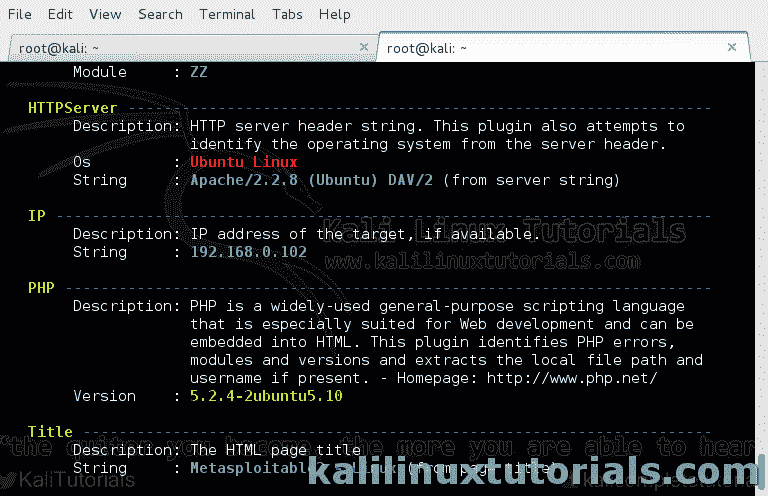 File Edit View Search Terminal Tabs Help
root@kali: ~ × root@kali: ~ ×
Module : ZZ
HTTPServer
Description: HTTP server header string. This plugin also attempts to
identify the operating system from the server header.
Os : Ubuntu Linux
String : Apache/2.2.8 (Ubuntu) DAV/2 (from server string)
IP
Kali Linux Tutorials
Description: IP address of the target, if available.
String : 192.168.0.102
www.kalilinuxtutorials.com
PHP
Description: PHP is a widely-used general-purpose scripting language
that is especially suited for Web development and can be
embedded into HTML. This plugin identifies PHP errors,
modules and versions and extracts the local file path and
username if present. - Homepage: http://www.php.net/
Version : 5.2.4-2ubuntu5.10
Title
"the quieter you become, the more you are able to hear
Description: The HTML page title
String : Metasploitable (from page title)
KaliTutorials
kalilinuxtutorials.com